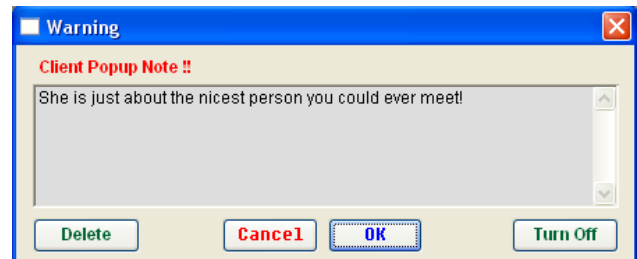 Warning
Client Popup Note !!
She is just about the nicest person you could ever meet!
Delete Cancel OK Turn Off